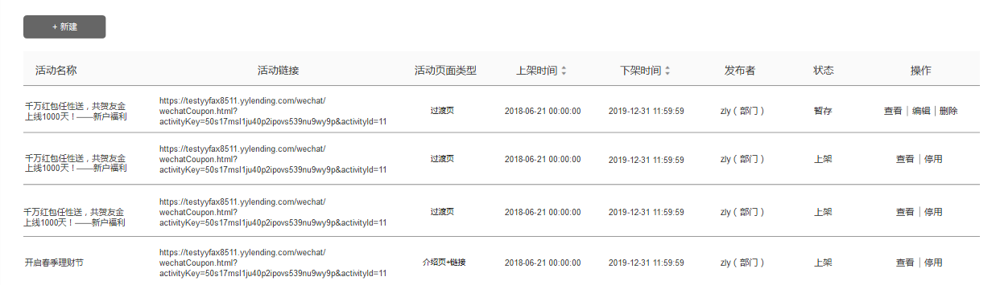 + 新建
活动名称 活动链接 活动页面类型 上架时间 下架时间 发布者 状态 操作
千万红包任性送，共贺友金
上线1000天！——新户福利
https://testyyfax8511.yylending.com/wechat/
wechatCoupon.html?
activityKey=50s17msl1ju40p2ipovs539nu9wy9p&activityId=11
过渡页 2018-06-21 00:00:00 2019-12-31 11:59:59 zly（部门） 暂存 查看｜编辑｜删除
千万红包任性送，共贺友金
上线1000天！——新户福利
https://testyyfax8511.yylending.com/wechat/
wechatCoupon.html?
activityKey=50s17msl1ju40p2ipovs539nu9wy9p&activityId=11
过渡页 2018-06-21 00:00:00 2019-12-31 11:59:59 zly（部门） 上架 查看｜停用
千万红包任性送，共贺友金
上线1000天！——新户福利
https://testyyfax8511.yylending.com/wechat/
wechatCoupon.html?
activityKey=50s17msl1ju40p2ipovs539nu9wy9p&activityId=11
过渡页 2018-06-21 00:00:00 2019-12-31 11:59:59 zly（部门） 上架 查看｜停用
开启春季理财节
https://testyyfax8511.yylending.com/wechat/
wechatCoupon.html?
activityKey=50s17msl1ju40p2ipovs539nu9wy9p&activityId=11
介绍页+链接 2018-06-21 00:00:00 2019-12-31 11:59:59 zly（部门） 上架 查看｜停用